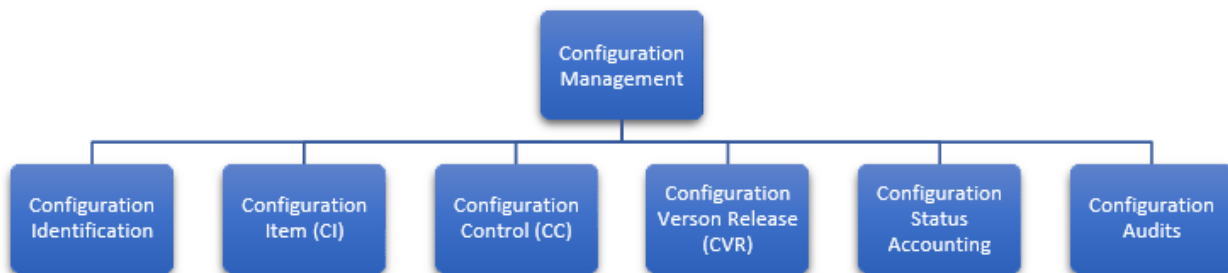 Configuration
Management
Configuration
Identification
Configuration
Item (CI)
Configuration
Control (CC)
Configuration
Verson Release
(CVR)
Configuration
Status
Accounting
Configuration
Audits